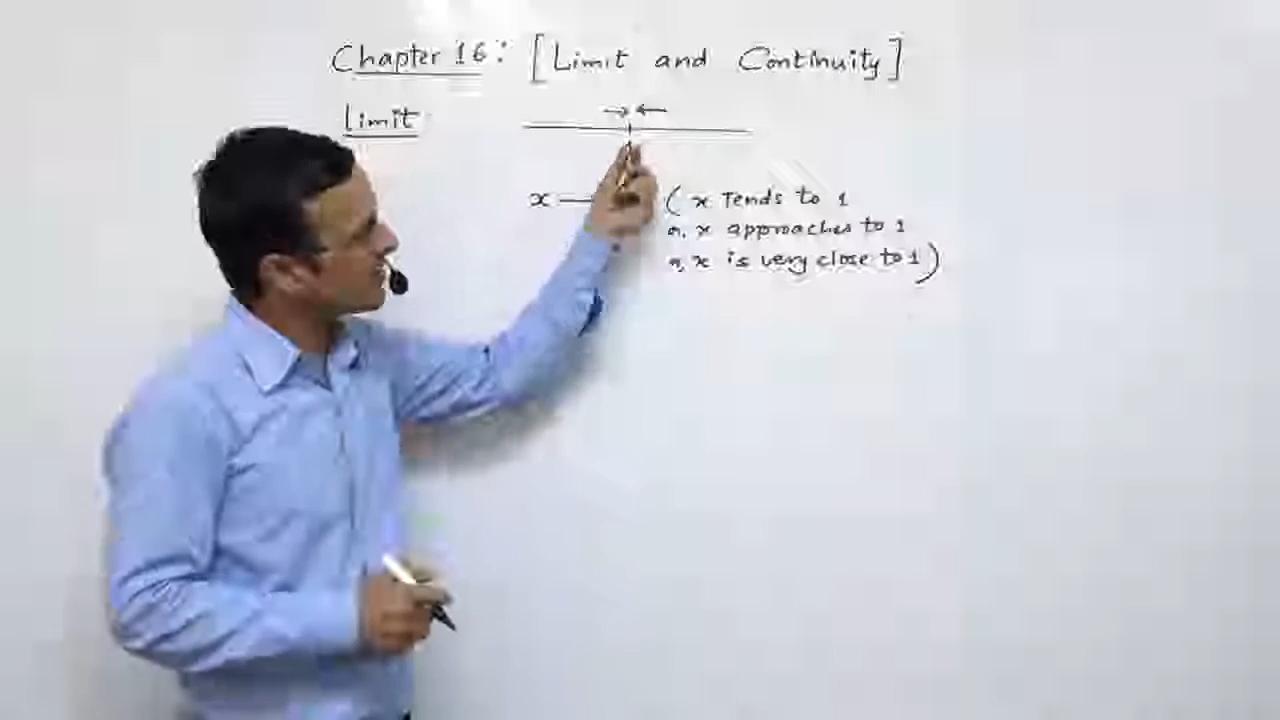 Chapter 16: [Limit and Continuity]
Limit
x (x Tends to 1
x approaches to 1
x is very close to 1)